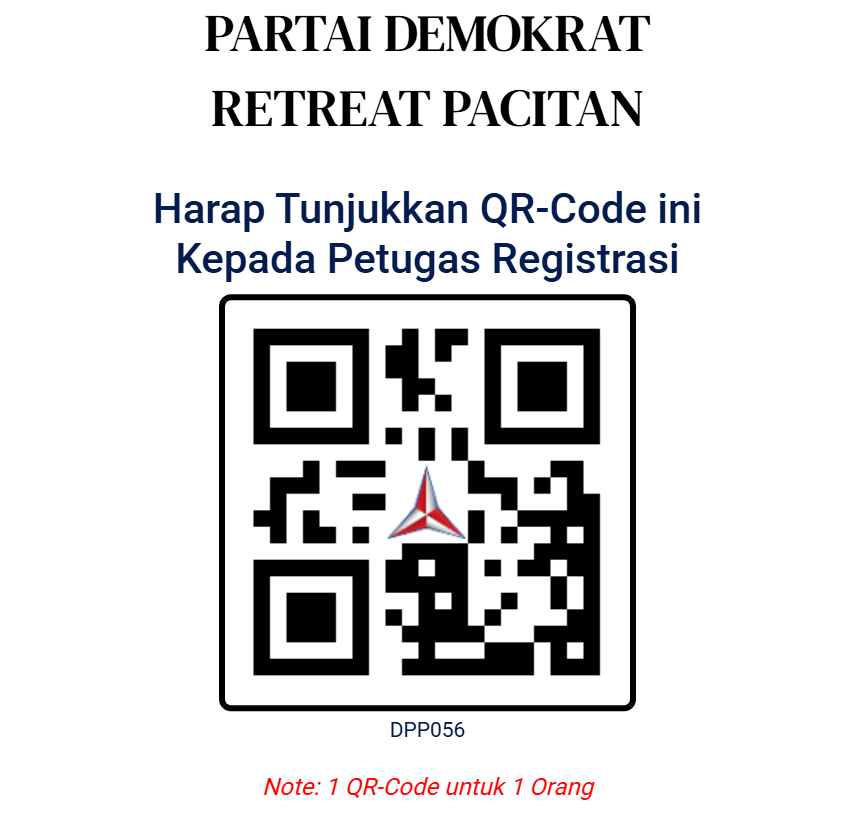 PARTAI DEMOKRAT
RETREAT PACITAN
Harap Tunjukkan QR-Code ini
Kepada Petugas Registrasi
DPP056
Note: 1 QR-Code untuk 1 Orang